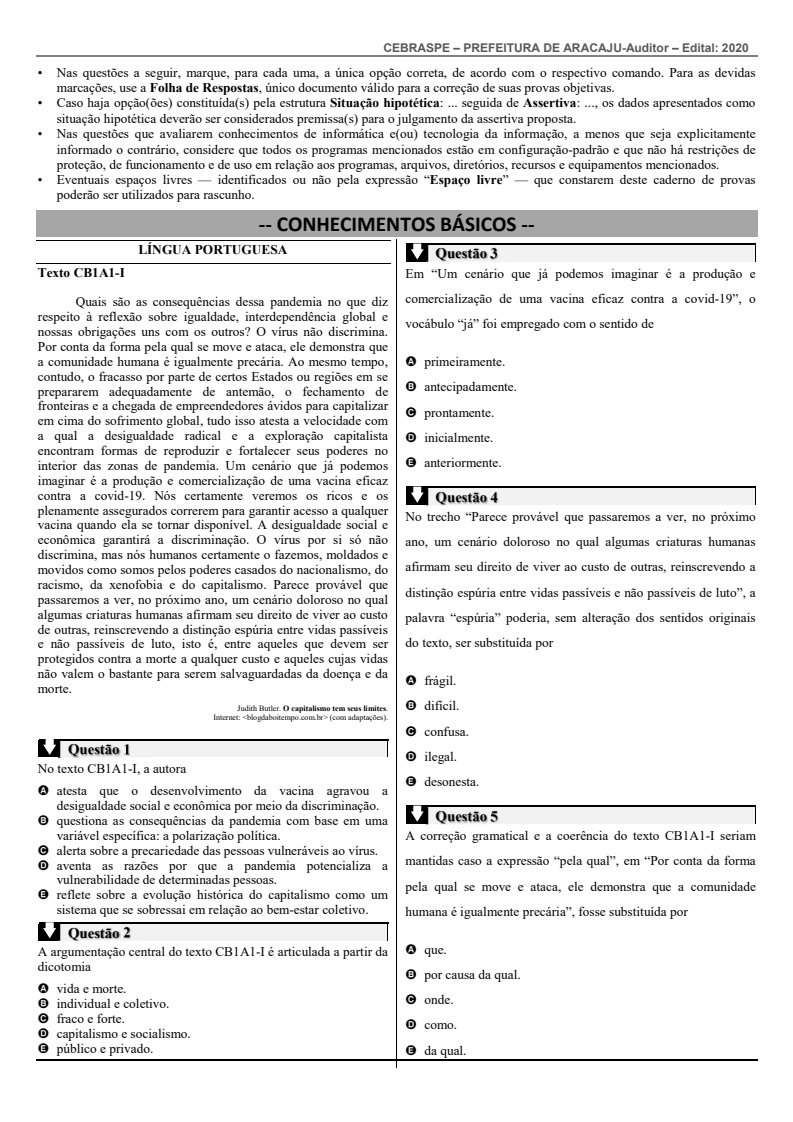 CEBRASPE – PREFEITURA DE ARACAJU-Auditor – Edital: 2020
• Nas questões a seguir, marque, para cada uma, a única opção correta, de acordo com o respectivo comando. Para as devidas
marcações, use a Folha de Respostas, único documento válido para a correção de suas provas objetivas.
• Caso haja opção(ões) constituída(s) pela estrutura Situação hipotética: ... seguida de Assertiva: ..., os dados apresentados como
situação hipotética deverão ser considerados premissa(s) para o julgamento da assertiva proposta.
• Nas questões que avaliarem conhecimentos de informática e(ou) tecnologia da informação, a menos que seja explicitamente
informado o contrário, considere que todos os programas mencionados estão em configuração-padrão e que não há restrições de
proteção, de funcionamento e de uso em relação aos programas, arquivos, diretórios, recursos e equipamentos mencionados.
• Eventuais espaços livres — identificados ou não pela expressão “Espaço livre” — que constarem deste caderno de provas
poderão ser utilizados para rascunho.
-- CONHECIMENTOS BÁSICOS --
LÍNGUA PORTUGUESA
Texto CB1A1-I
Quais são as consequências dessa pandemia no que diz
respeito à reflexão sobre igualdade, interdependência global e
nossas obrigações uns com os outros? O vírus não discrimina.
Por conta da forma pela qual se move e ataca, ele demonstra que
a comunidade humana é igualmente precária. Ao mesmo tempo,
contudo, o fracasso por parte de certos Estados ou regiões em se
prepararem adequadamente de antemão, o fechamento de
fronteiras e a chegada de empreendedores ávidos para capitalizar
em cima do sofrimento global, tudo isso atesta a velocidade com
a qual a desigualdade radical e a exploração capitalista
encontram formas de reproduzir e fortalecer seus poderes no
interior das zonas de pandemia. Um cenário que já podemos
imaginar é a produção e comercialização de uma vacina eficaz
contra a covid-19. Nós certamente veremos os ricos e os
plenamente assegurados correrem para garantir acesso a qualquer
vacina quando ela se tornar disponível. A desigualdade social e
econômica garantirá a discriminação. O vírus por si só não
discrimina, mas nós humanos certamente o fazemos, moldados e
movidos como somos pelos poderes casados do nacionalismo, do
racismo, da xenofobia e do capitalismo. Parece provável que
passaremos a ver, no próximo ano, um cenário doloroso no qual
algumas criaturas humanas afirmam seu direito de viver ao custo
de outras, reinscrevendo a distinção espúria entre vidas passíveis
e não passíveis de luto, isto é, entre aqueles que devem ser
protegidos contra a morte a qualquer custo e aqueles cujas vidas
não valem o bastante para serem salvaguardadas da doença e da
morte.
Judith Butler. O capitalismo tem seus limites.
Internet: <blogdaboitempo.com.br> (com adaptações).
Questão 1
No texto CB1A1-I, a autora
A atesta que o desenvolvimento da vacina agravou a
desigualdade social e econômica por meio da discriminação.
B questiona as consequências da pandemia com base em uma
variável específica: a polarização política.
C alerta sobre a precariedade das pessoas vulneráveis ao vírus.
D aventa as razões por que a pandemia potencializa a
vulnerabilidade de determinadas pessoas.
E reflete sobre a evolução histórica do capitalismo como um
sistema que se sobressai em relação ao bem-estar coletivo.
Questão 2
A argumentação central do texto CB1A1-I é articulada a partir da
dicotomia
A vida e morte.
B individual e coletivo.
C fraco e forte.
D capitalismo e socialismo.
E público e privado.
Questão 3
Em “Um cenário que já podemos imaginar é a produção e
comercialização de uma vacina eficaz contra a covid-19”, o
vocábulo “já” foi empregado com o sentido de
A primeiramente.
B antecipadamente.
C prontamente.
D inicialmente.
E anteriormente.
Questão 4
No trecho “Parece provável que passaremos a ver, no próximo
ano, um cenário doloroso no qual algumas criaturas humanas
afirmam seu direito de viver ao custo de outras, reinscrevendo a
distinção espúria entre vidas passíveis e não passíveis de luto”, a
palavra “espúria” poderia, sem alteração dos sentidos originais
do texto, ser substituída por
A frágil.
B difícil.
C confusa.
D ilegal.
E desonesta.
Questão 5
A correção gramatical e a coerência do texto CB1A1-I seriam
mantidas caso a expressão “pela qual”, em “Por conta da forma
pela qual se move e ataca, ele demonstra que a comunidade
humana é igualmente precária”, fosse substituída por
A que.
B por causa da qual.
C onde.
D como.
E da qual.